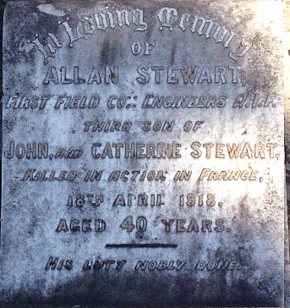 In Loving Memory
OF
ALLAN STEWART,
FIRST FIELD CO:: ENGINEERS A.I.F.
THIRD SON OF
JOHN, AND CATHERINE STEWART,
KILLED IN ACTION IN FRANCE,
18TH APRIL 1918.
AGED 40 YEARS.
HIS DUTY NOBLY DONE.